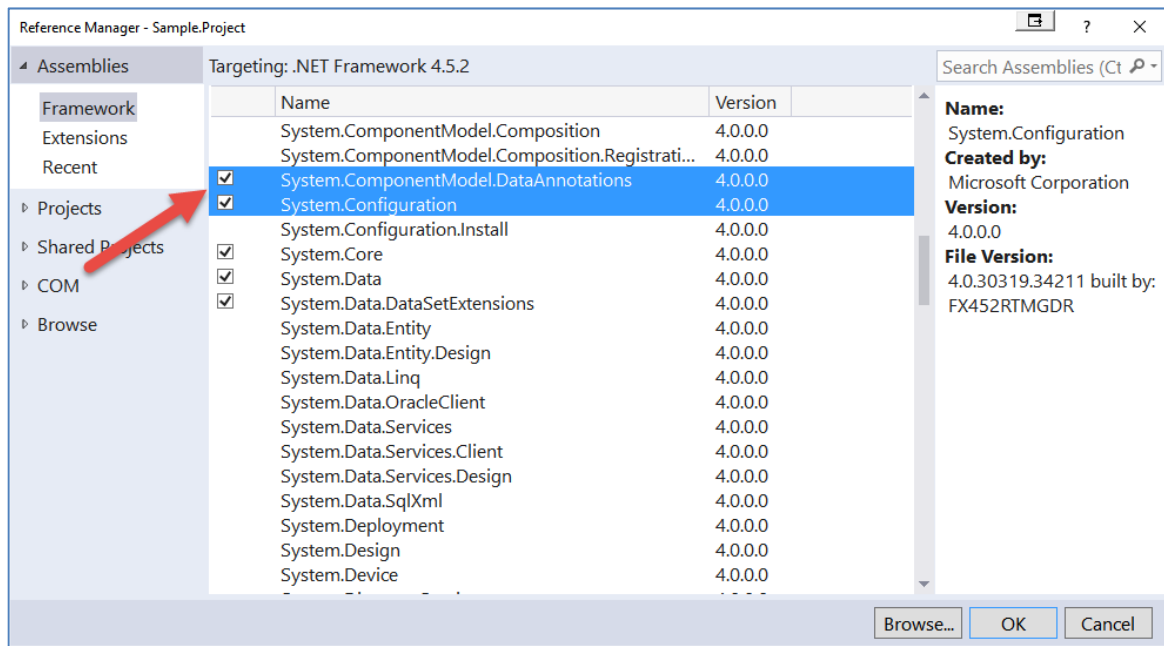 Reference Manager - Sample.Project
?
Assemblies
Framework
Extensions
Recent
Projects
Shared Projects
COM
Browse
Targeting: .NET Framework 4.5.2
Name Version
System.ComponentModel.Composition 4.0.0.0
System.ComponentModel.Composition.Registrati... 4.0.0.0
System.ComponentModel.DataAnnotations 4.0.0.0
System.Configuration 4.0.0.0
System.Configuration.Install 4.0.0.0
System.Core 4.0.0.0
System.Data 4.0.0.0
System.Data.DataSetExtensions 4.0.0.0
System.Data.Entity 4.0.0.0
System.Data.Entity.Design 4.0.0.0
System.Data.Linq 4.0.0.0
System.Data.OracleClient 4.0.0.0
System.Data.Services 4.0.0.0
System.Data.Services.Client 4.0.0.0
System.Data.Services.Design 4.0.0.0
System.Data.SqlXml 4.0.0.0
System.Deployment 4.0.0.0
System.Design 4.0.0.0
System.Device 4.0.0.0
Search Assemblies (Ct
Name:
System.Configuration
Created by:
Microsoft Corporation
Version:
4.0.0.0
File Version:
4.0.30319.34211 built by:
FX452RTMGDR
Browse... OK Cancel